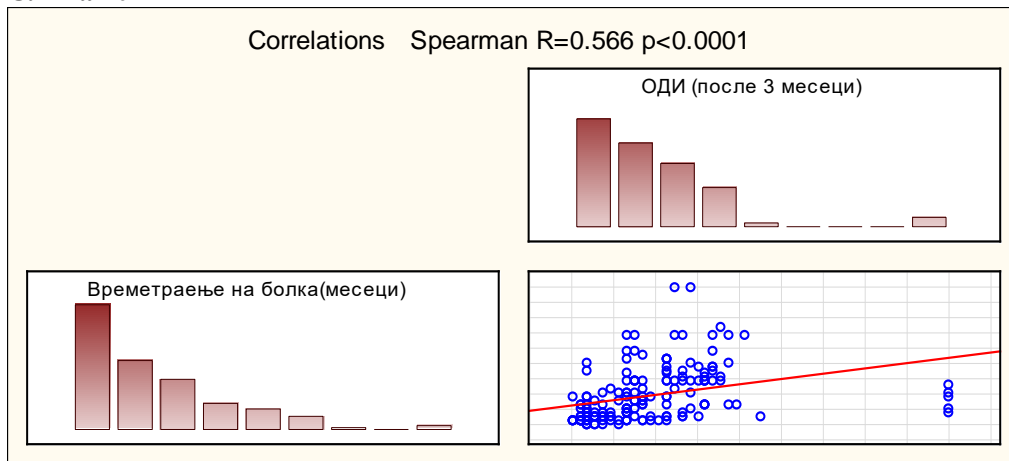 Correlations Spearman R=0.566 p<0.0001
ОДИ (после 3 месеци)
Времетраење на болка(месеци)